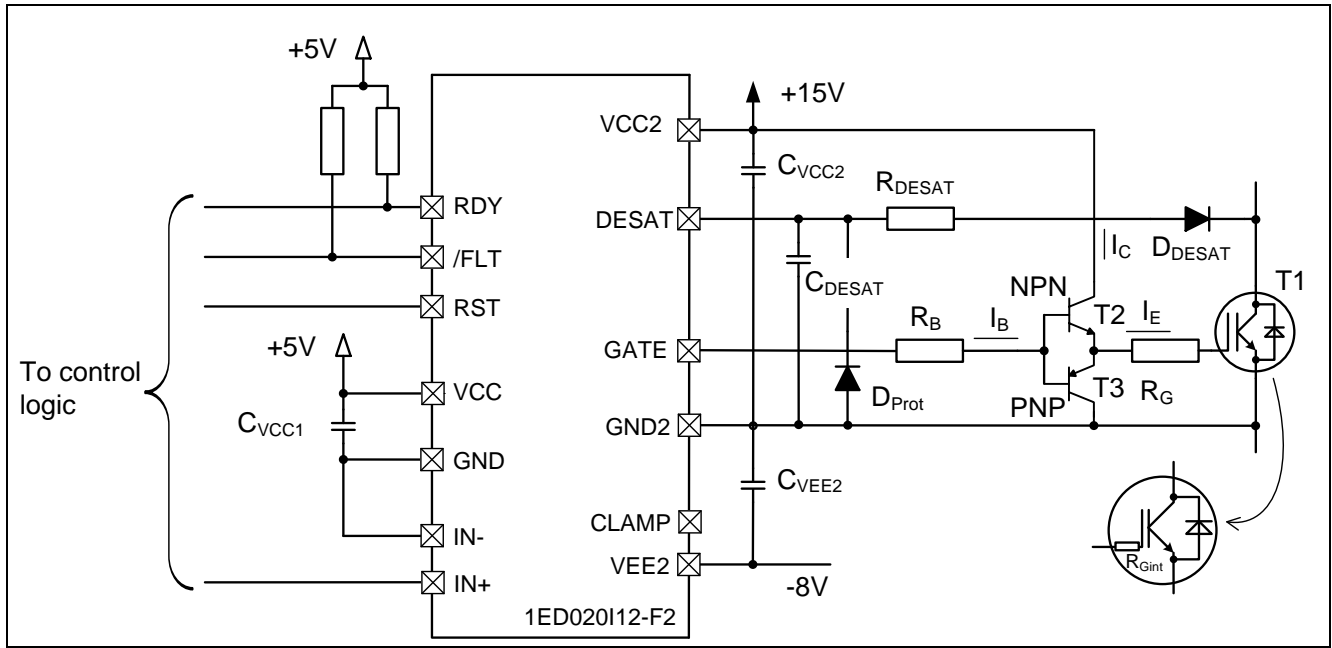 +5V
RDY
/FLT
RST
+5V
VCC
GND
IN-
IN+
To control
logic
CVCC1
VCC2
DESAT
GATE
GND2
CLAMP
VEE2
1ED020I12-F2
+15V
CVCC2
RDESAT
CDESAT
IC
DDESAT
NPN
T1
RB
IB
T2
IE
DProt
PNP
T3
RG
CVEE2
-8V
RGint